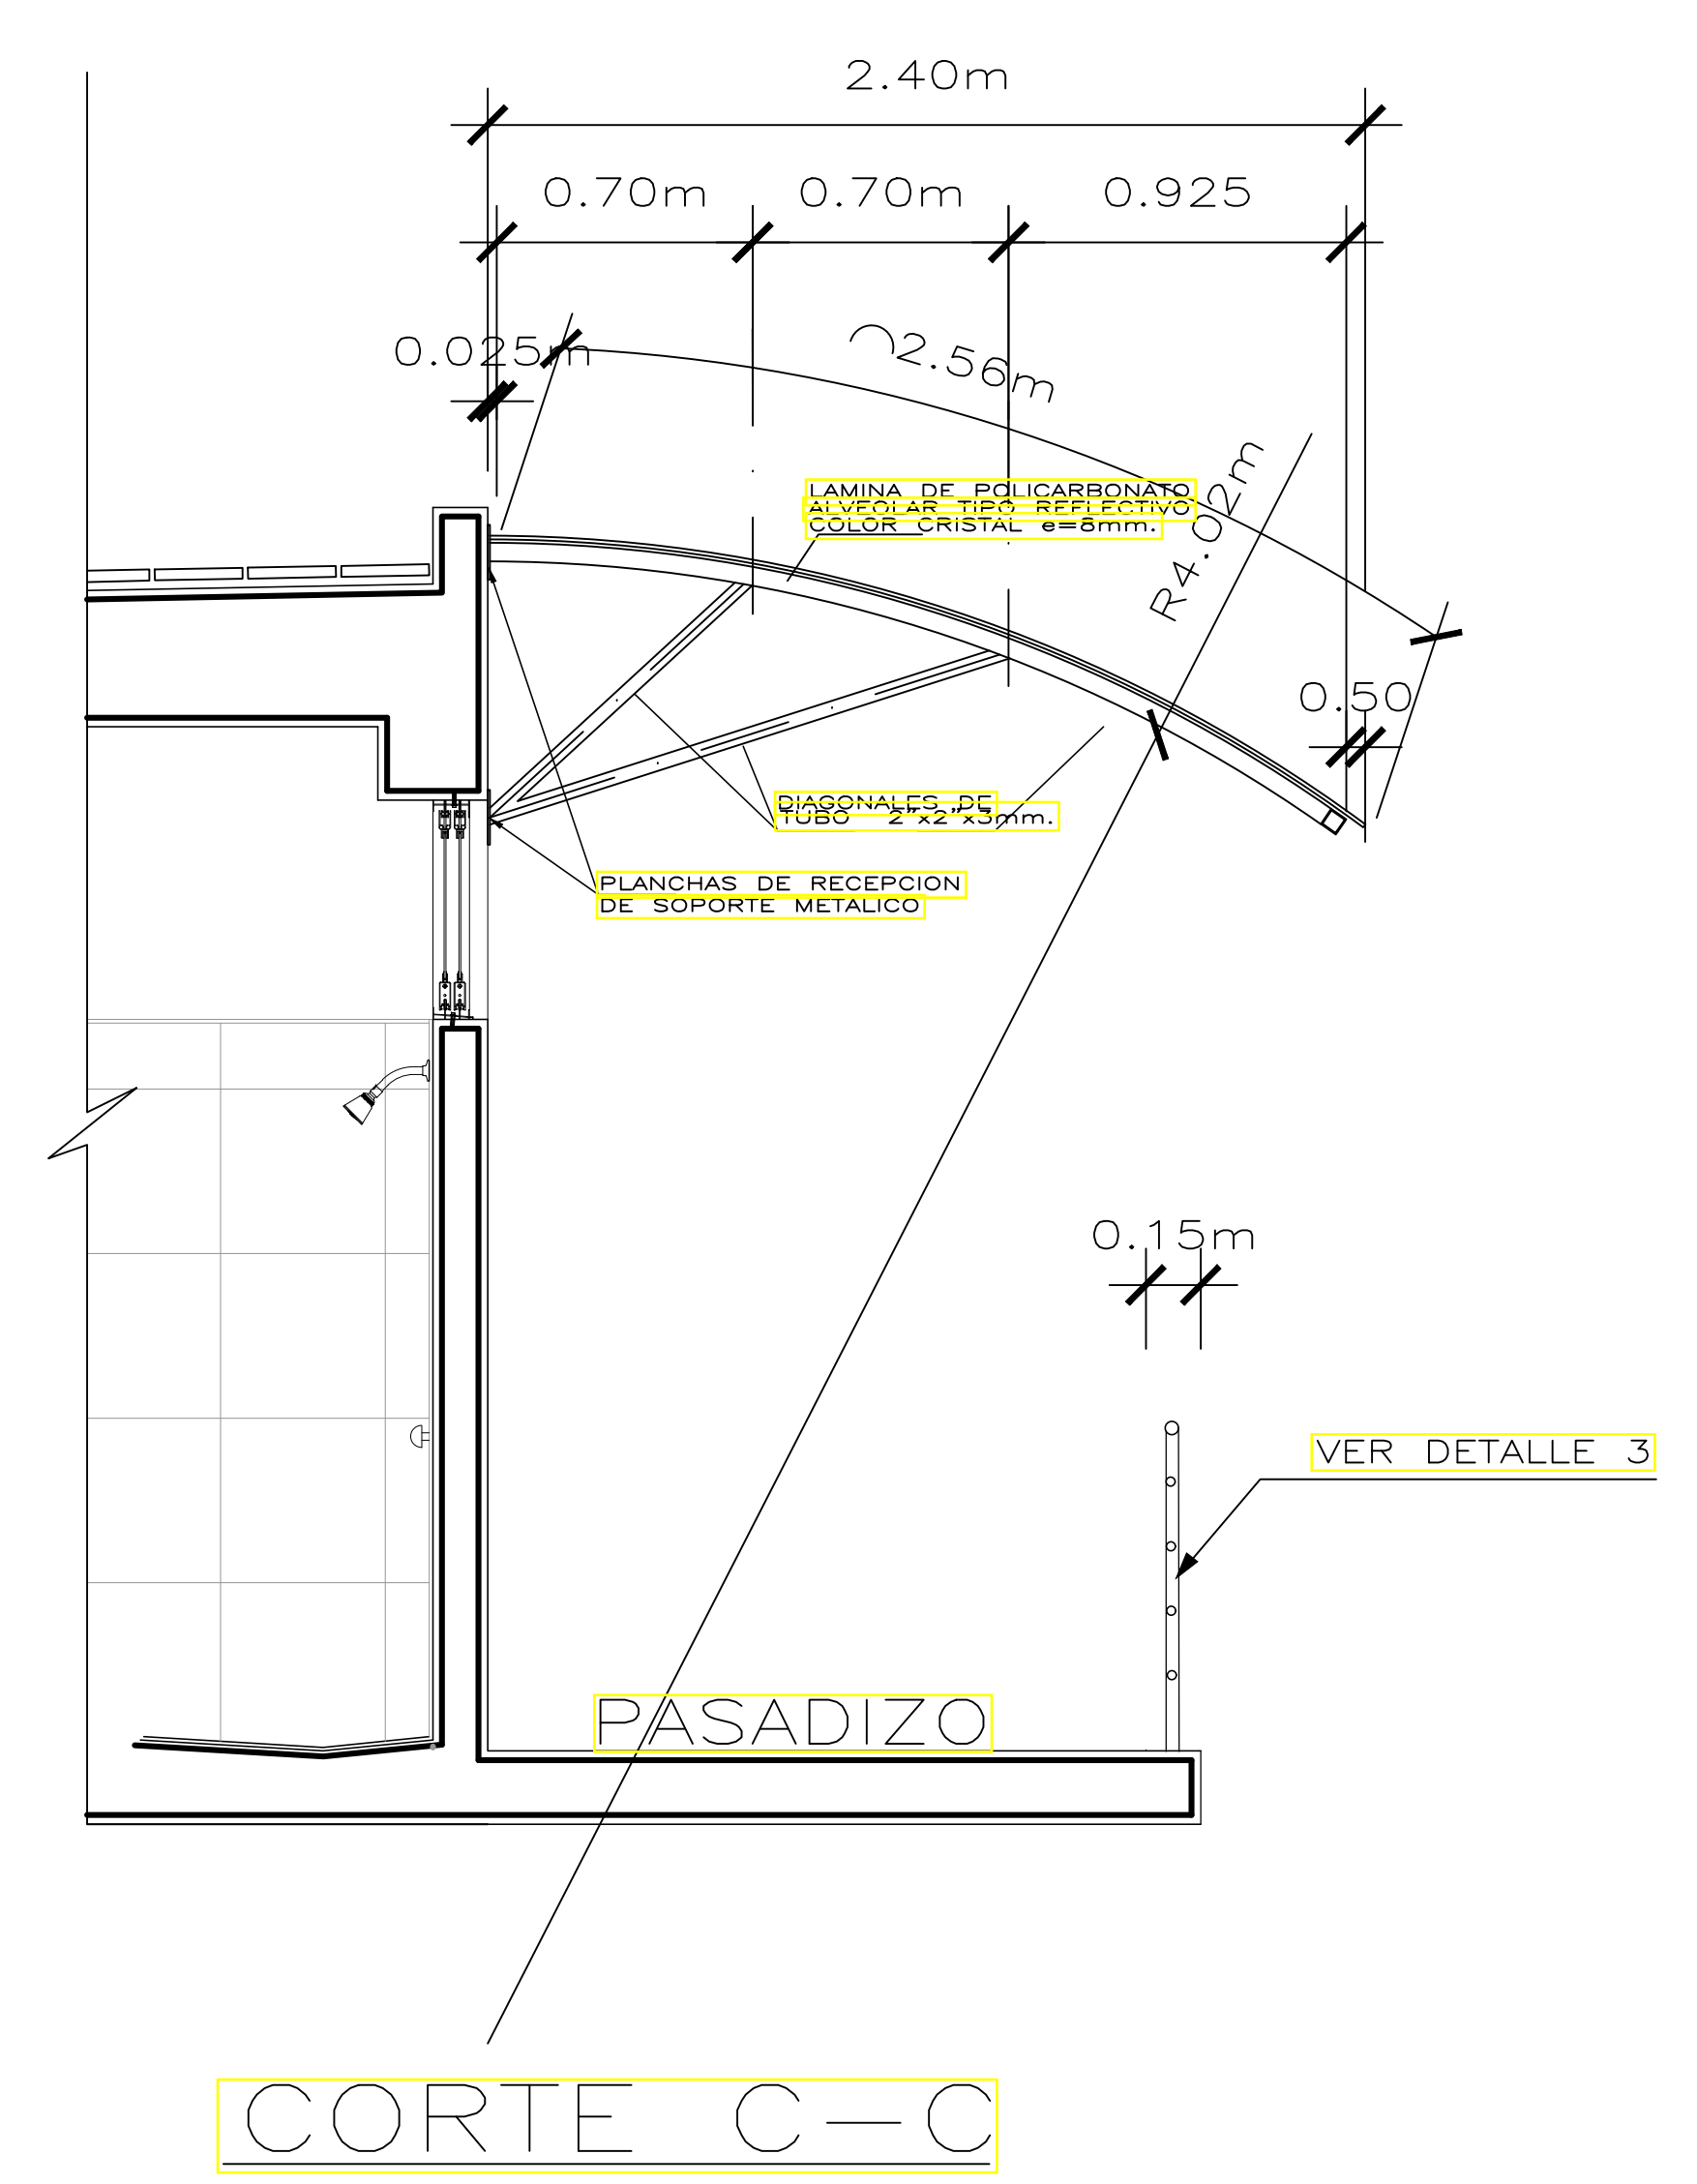 2.40m
0.70m 0.70m 0.925
0.025m
2.56m
R4.02m
LAMINA DE POLICARBONATO
ALVEOLAR TIPO REFLECTIVO
COLOR CRISTAL e=8mm.
0.50
DIAGONALES DE
TUBO 2"x2"x3mm.
PLANCHAS DE RECEPCION
DE SOPORTE METALICO
0.15m
VER DETALLE 3
PASADIZO
CORTE C-C